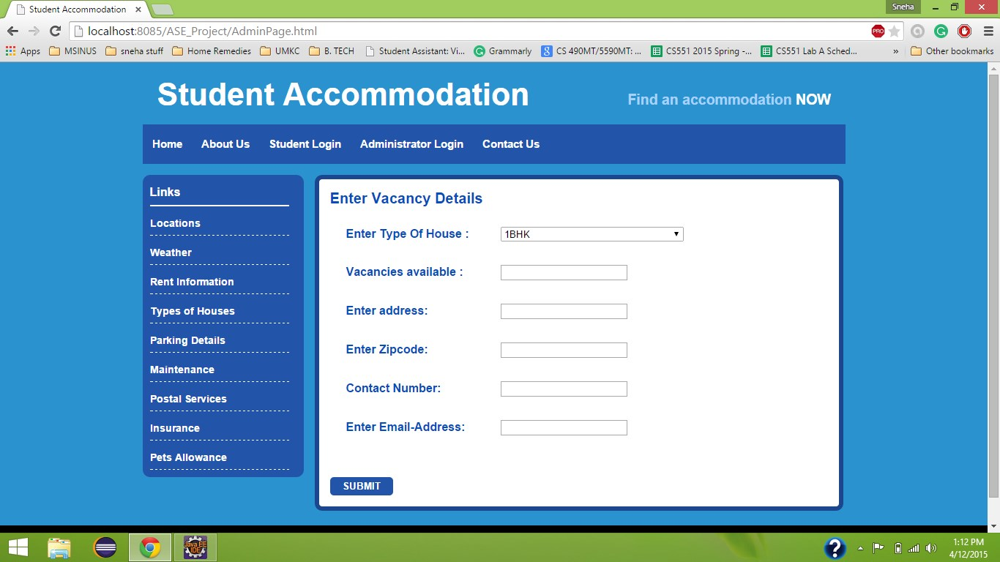 Student Accommodation
Sneha
localhost:8085/ASE_Project/AdminPage.html
PRO
Apps MSINUS sneha stuff Home Remedies UMKC B. TECH Student Assistant: Vi... Grammarly CS 490MT/5590MT: ... CS551 2015 Spring -... CS551 Lab A Sched... » Other bookmarks
Student Accommodation
Find an accommodation NOW
Home About Us Student Login Administrator Login Contact Us
Links
Locations
Weather
Rent Information
Types of Houses
Parking Details
Maintenance
Postal Services
Insurance
Pets Allowance
Enter Vacancy Details
Enter Type Of House : 1BHK
Vacancies available :
Enter address:
Enter Zipcode:
Contact Number:
Enter Email-Address:
SUBMIT
Java EE
IDE
1:12 PM
4/12/2015